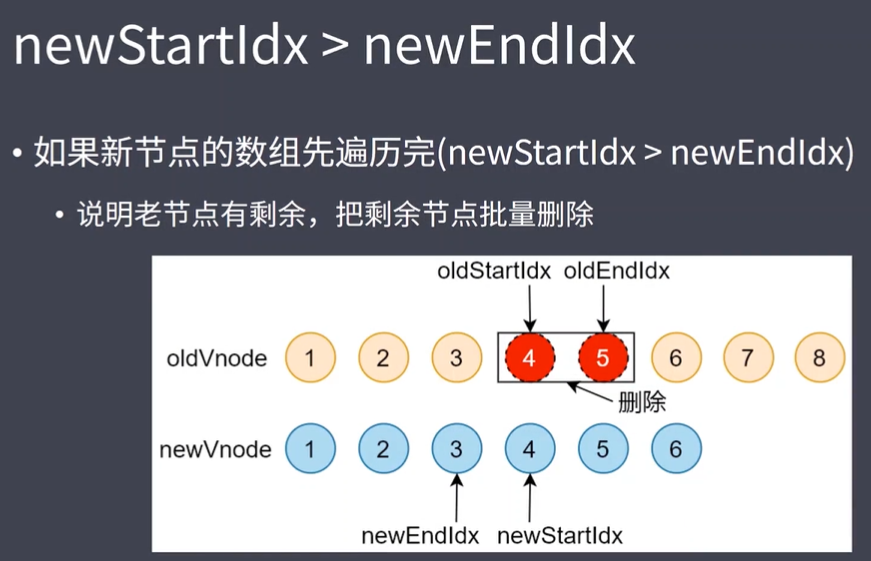 newStartIdx > newEndIdx
• 如果新节点的数组先遍历完(newStartIdx > newEndIdx)
• 说明老节点有剩余，把剩余节点批量删除
oldStartIdx oldEndIdx
oldVnode 1 2 3 4 5 6 7 8
删除
newVnode 1 2 3 4 5 6
newEndIdx newStartIdx